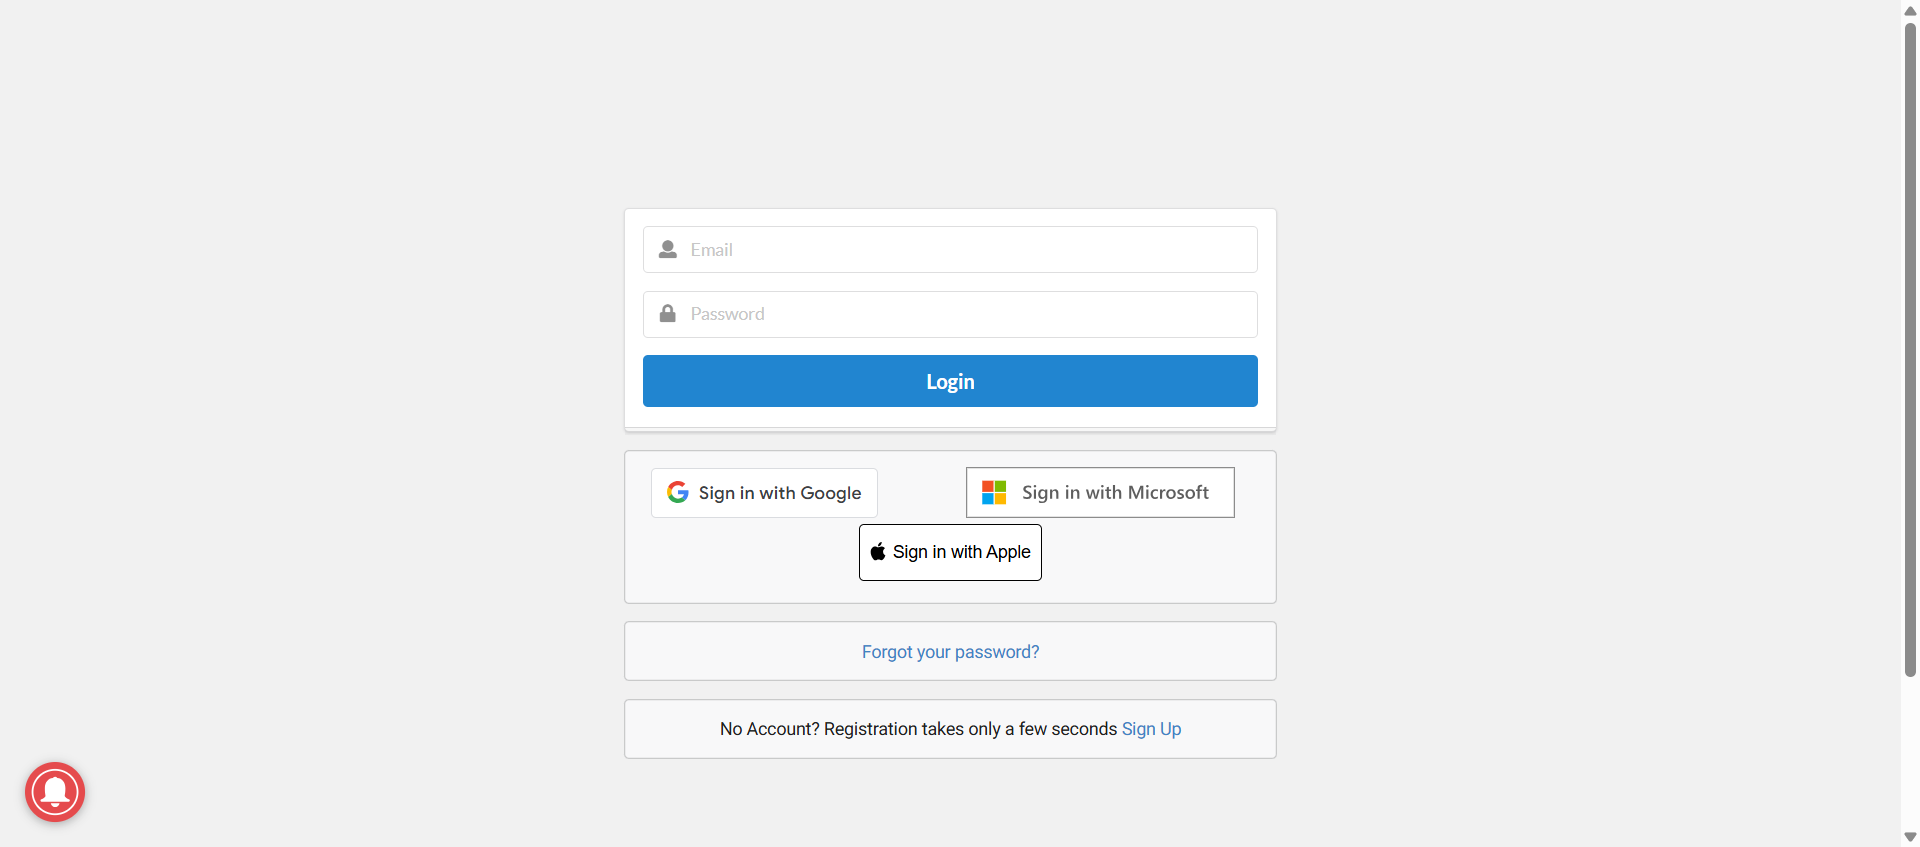 Email
Password
Login
Sign in with Google
Sign in with Microsoft
Sign in with Apple
Forgot your password?
No Account? Registration takes only a few seconds Sign Up